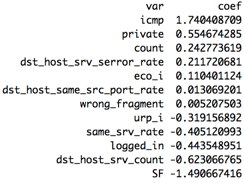 var coef
icmp 1.740408709
private 0.554674285
count 0.242773619
dst_host_srv_serror_rate 0.211720681
eco_i 0.110401124
dst_host_same_src_port_rate 0.013069201
wrong_fragment 0.005207503
urp_i -0.319156892
same_srv_rate -0.405120993
logged_in -0.443548951
dst_host_srv_count -0.623066765
SF -1.490667416